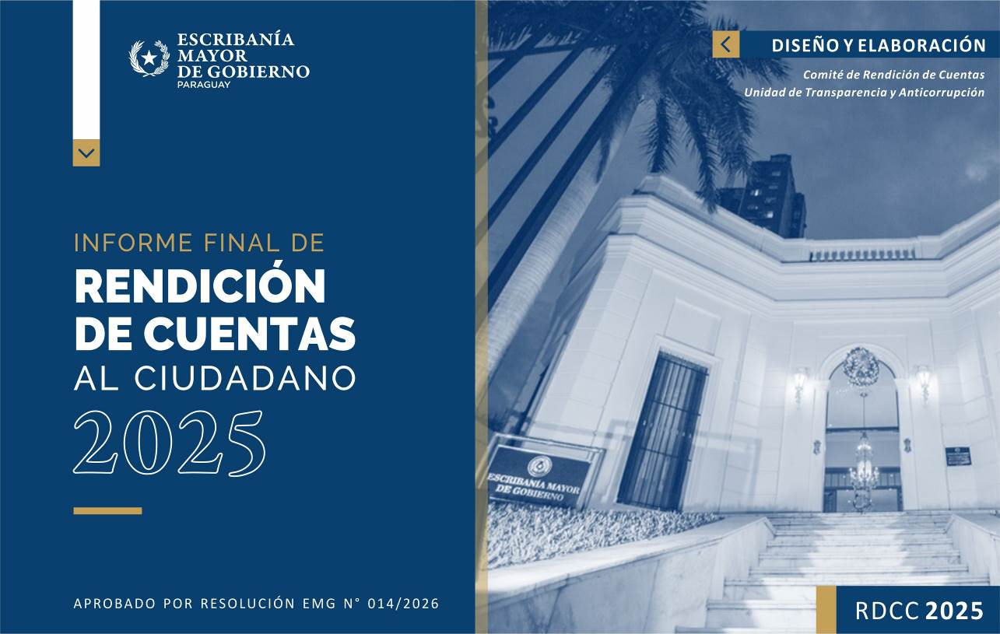 ESCRIBANÍA
MAYOR
DE GOBIERNO
PARAGUAY
INFORME FINAL DE
RENDICIÓN
DE CUENTAS
AL CIUDADANO
2025
APROBADO POR RESOLUCIÓN EMG N° 014/2026
DISEÑO Y ELABORACIÓN
Comité de Rendición de Cuentas
Unidad de Transparencia y Anticorrupción
ESCRIBANÍA MAYOR
DE GOBIERNO
RDCC 2025